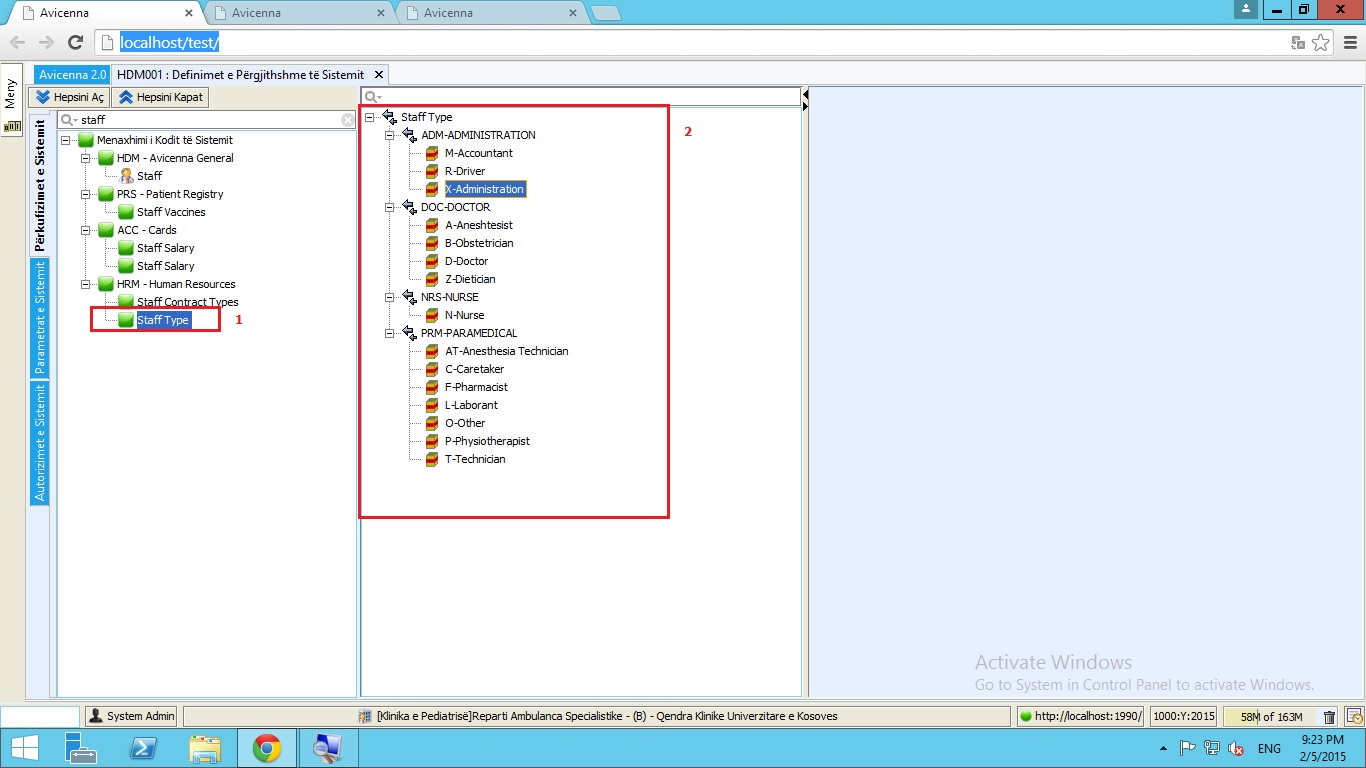 Avicenna
Avicenna
Avicenna
localhost/test/
Meny
Avicenna 2.0
HDM001 : Definimet e Përgjithshme të Sistemit
Hepsini Aç
Hepsini Kapat
Përkufizimet e Sistemit
Parametrat e Sistemit
Autorizimet e Sistemit
staff
Menaxhimi i Kodit të Sistemit
HDM - Avicenna General
Staff
PRS - Patient Registry
Staff Vaccines
ACC - Cards
Staff Salary
Staff Salary
HRM - Human Resources
Staff Contract Types
Staff Type
1
Staff Type
ADM-ADMINISTRATION
M-Accountant
R-Driver
X-Administration
DOC-DOCTOR
A-Aneshtesist
B-Obstetrician
D-Doctor
Z-Dietician
NRS-NURSE
N-Nurse
PRM-PARAMEDICAL
AT-Anesthesia Technician
C-Caretaker
F-Pharmacist
L-Laborant
O-Other
P-Physiotherapist
T-Technician
2
Activate Windows
Go to System in Control Panel to activate Windows.
System Admin
[Klinika e Pediatrisë]Reparti Ambulanca Specialistike - (B) - Qendra Klinike Univerzitare e Kosoves
http://localhost:1990/
1000:Y:2015
58M of 163M
ENG
9:23 PM
2/5/2015